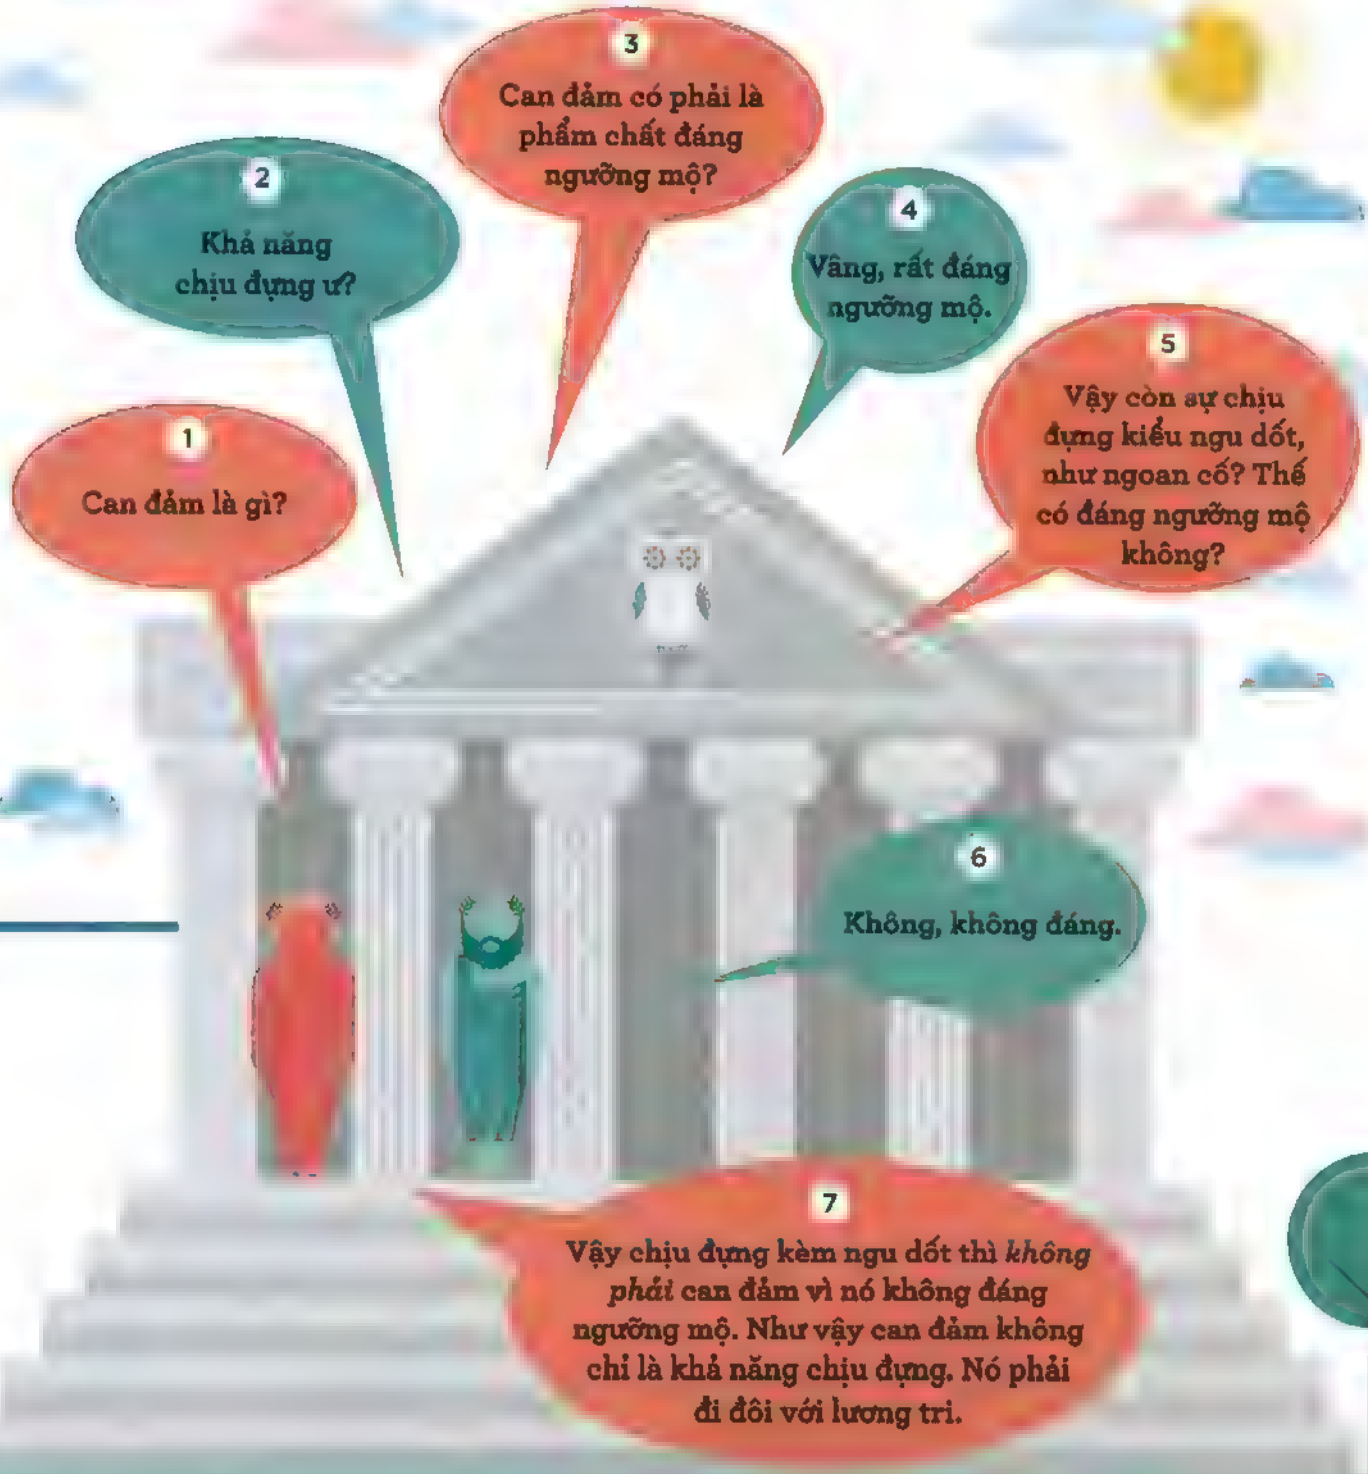 1
Can đảm là gì?
2
Khả năng
chịu đựng ư?
3
Can đảm có phải là
phẩm chất đáng
ngưỡng mộ?
4
Vâng, rất đáng
ngưỡng mộ.
5
Vậy còn sự chịu
đựng kiểu ngu dốt,
như ngoan cố? Thế
có đáng ngưỡng mộ
không?
6
Không, không đáng.
7
Vậy chịu đựng kèm ngu dốt thì không
phải can đảm vì nó không đáng
ngưỡng mộ. Như vậy can đảm không
chỉ là khả năng chịu đựng. Nó phải
đi đôi với lương tri.